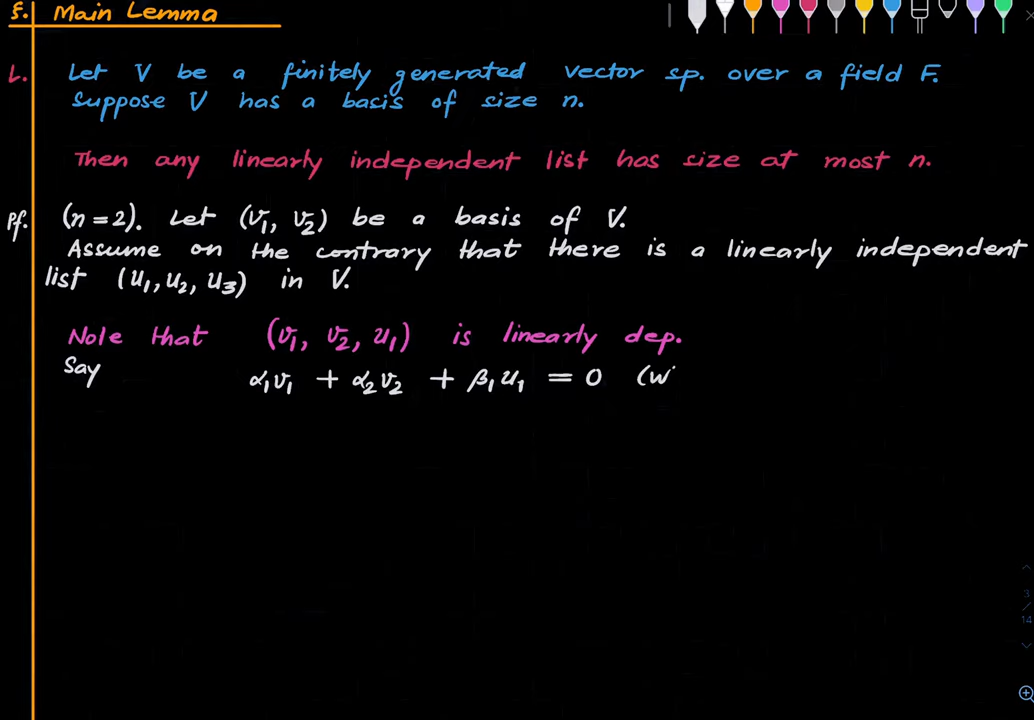 §. Main Lemma
L. Let V be a finitely generated vector sp. over a field F.
Suppose V has a basis of size n.
Then any linearly independent list has size at most n.
Pf. (n = 2). Let (v₁, v₂) be a basis of V.
Assume on the contrary that there is a linearly independent
list (u₁, u₂, u₃) in V.
Note that (v₁, v₂, u₁) is linearly dep.
Say α₁v₁ + α₂v₂ + β₁u₁ = 0 (w
3
/
14